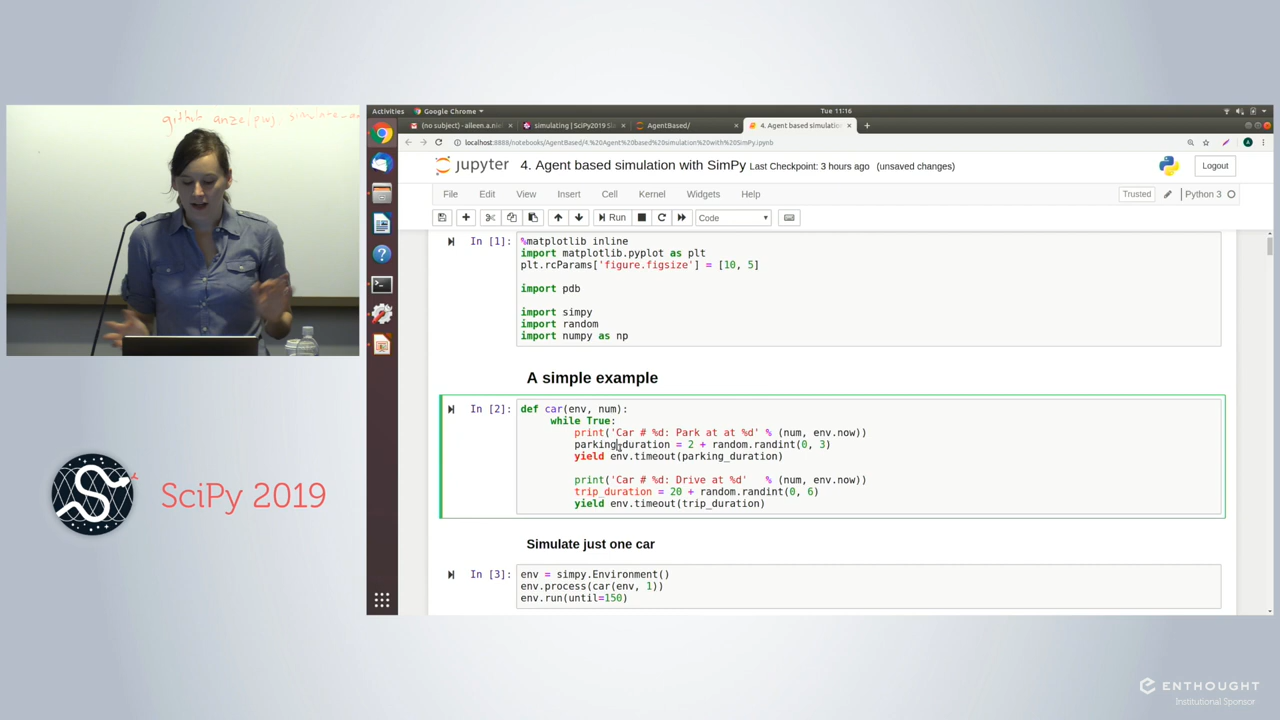 github anzelpwj
Activities
Google Chrome
Tue 11:16
(no subject) - aileen.a.nie
simulating | SciPy2019 Si
AgentBased/
4. Agent based simulation
localhost:8888/notebooks/AgentBased/4.%20Agent%20based%20simulation%20with%20SimPy.ipynb
jupyter 4. Agent based simulation with SimPy Last Checkpoint: 3 hours ago (unsaved changes) Logout
File Edit View Insert Cell Kernel Widgets Help Trusted Python 3
Run Code
In [1]: %matplotlib inline
import matplotlib.pyplot as plt
plt.rcParams['figure.figsize'] = [10, 5]
import pdb
import simpy
import random
import numpy as np
A simple example
In [2]: def car(env, num):
while True:
print('Car # %d: Park at at %d' % (num, env.now))
parking_duration = 2 + random.randint(0, 3)
yield env.timeout(parking_duration)
print('Car # %d: Drive at %d' % (num, env.now))
trip_duration = 20 + random.randint(0, 6)
yield env.timeout(trip_duration)
Simulate just one car
In [3]: env = simpy.Environment()
env.process(car(env, 1))
env.run(until=150)
SciPy 2019
ENTHOUGHT
Institutional Sponsor